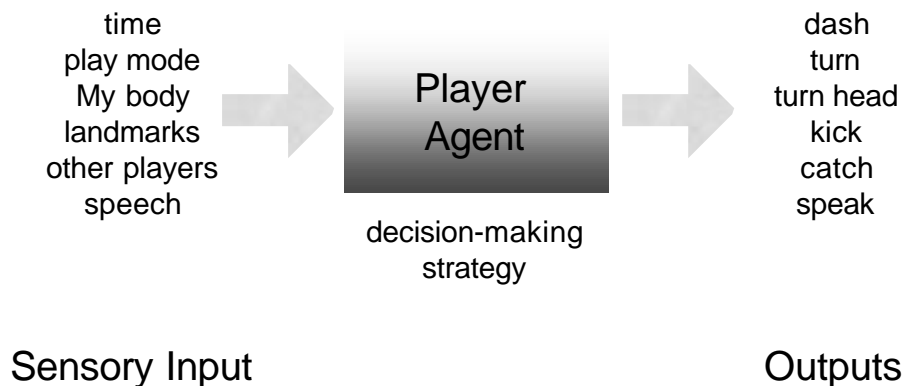 time
play mode
My body
landmarks
other players
speech
Player
Agent
decision-making
strategy
dash
turn
turn head
kick
catch
speak
Sensory Input
Outputs